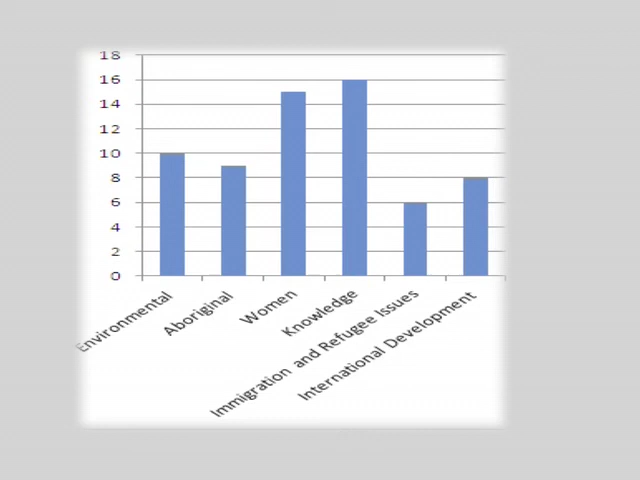 18
16
14
12
10
8
6
4
2
0
Environmental
Aboriginal
Women
Knowledge
Immigration and Refugee Issues
International Development